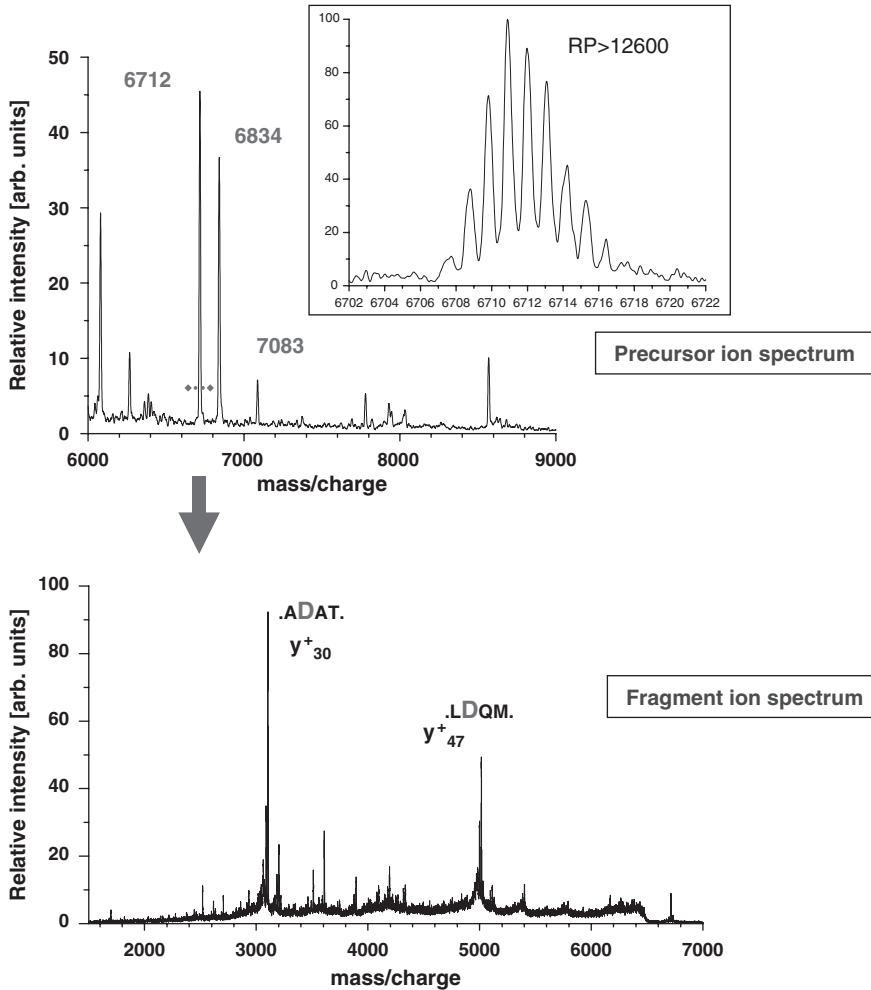 50
40
30
20
10
0
Relative intensity [arb. units]
6712
6834
7083
6000
7000
8000
9000
mass/charge
100
80
60
40
20
0
RP>12600
6702 6704 6706 6708 6710 6712 6714 6716 6718 6720 6722
Precursor ion spectrum
100
80
60
40
20
0
Relative intensity [arb. units]
.ADAT.
y+30
.LDQM.
y+47
Fragment ion spectrum
2000
3000
4000
5000
6000
7000
mass/charge